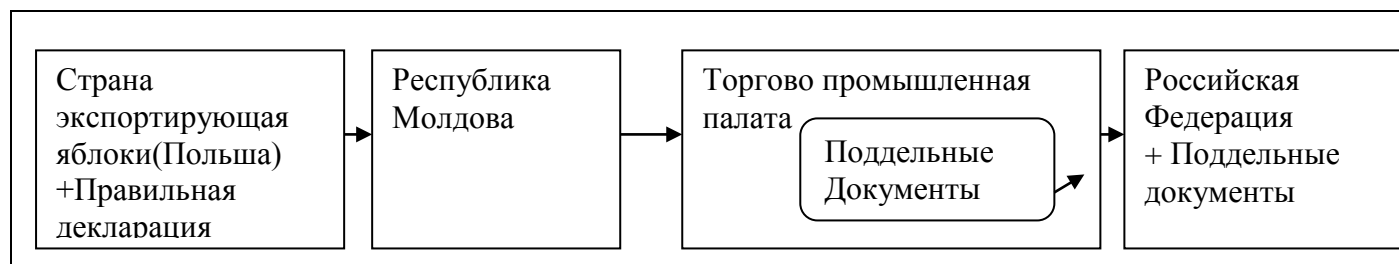 Страна
экспортирующая
яблоки(Польша)
+Правильная
декларация
Республика
Молдова
Торгово промышленная
палата
Поддельные
Документы
Российская
Федерация
+ Поддельные
документы